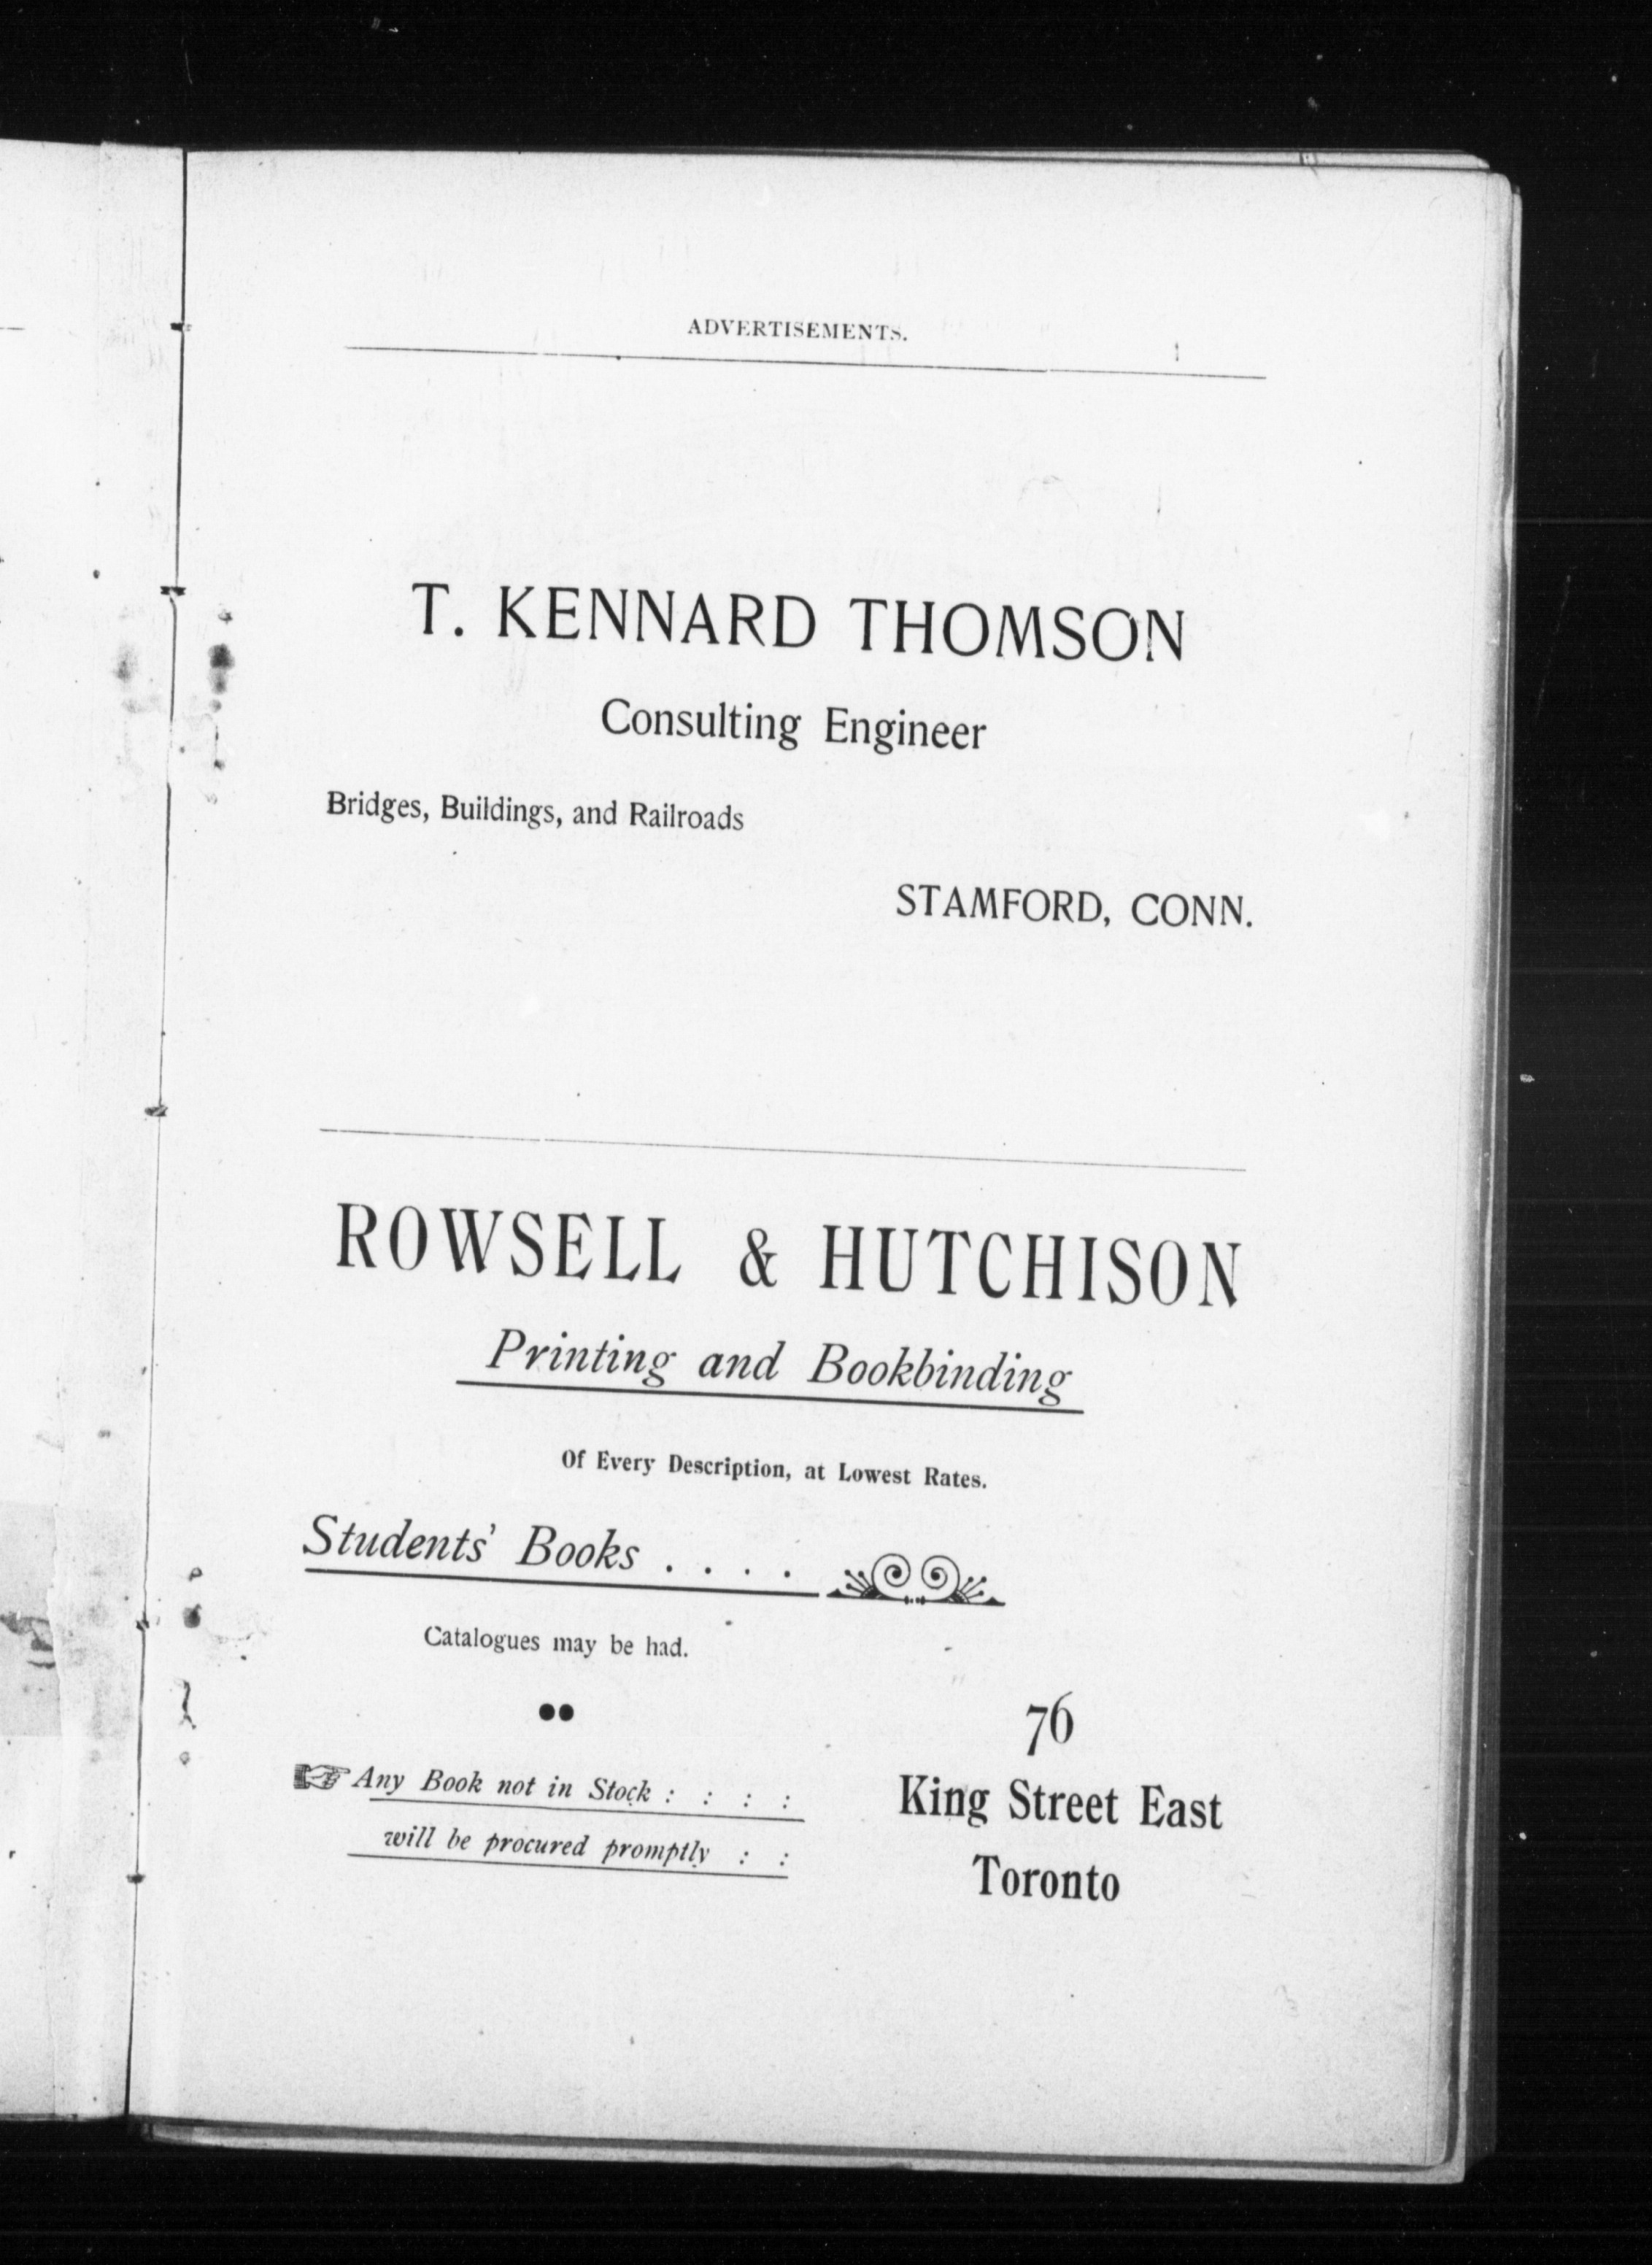 ADVERTISEMENTS.
T. KENNARD THOMSON
Consulting Engineer
Bridges, Buildings, and Railroads
STAMFORD, CONN.
ROWSELL & HUTCHISON
Printing and Bookbinding
Of Every Description, at Lowest Rates.
Students' Books . . . .
Catalogues may be had.
☞ Any Book not in Stock : : : :
will be procured promptly : :
76
King Street East
Toronto